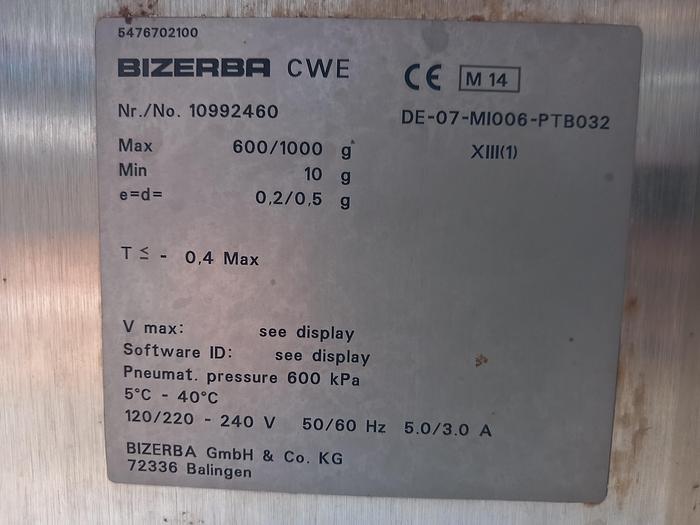 5476702100
BIZERBA CWE
CE M 14
Nr./No. 10992460
DE-07-MI006-PTB032
XIII(1)
Max 600/1000 g
Min 10 g
e=d= 0,2/0,5 g
T ≤ - 0,4 Max
V max: see display
Software ID: see display
Pneumat. pressure 600 kPa
5°C - 40°C
120/220 - 240 V 50/60 Hz 5.0/3.0 A
BIZERBA GmbH & Co. KG
72336 Balingen